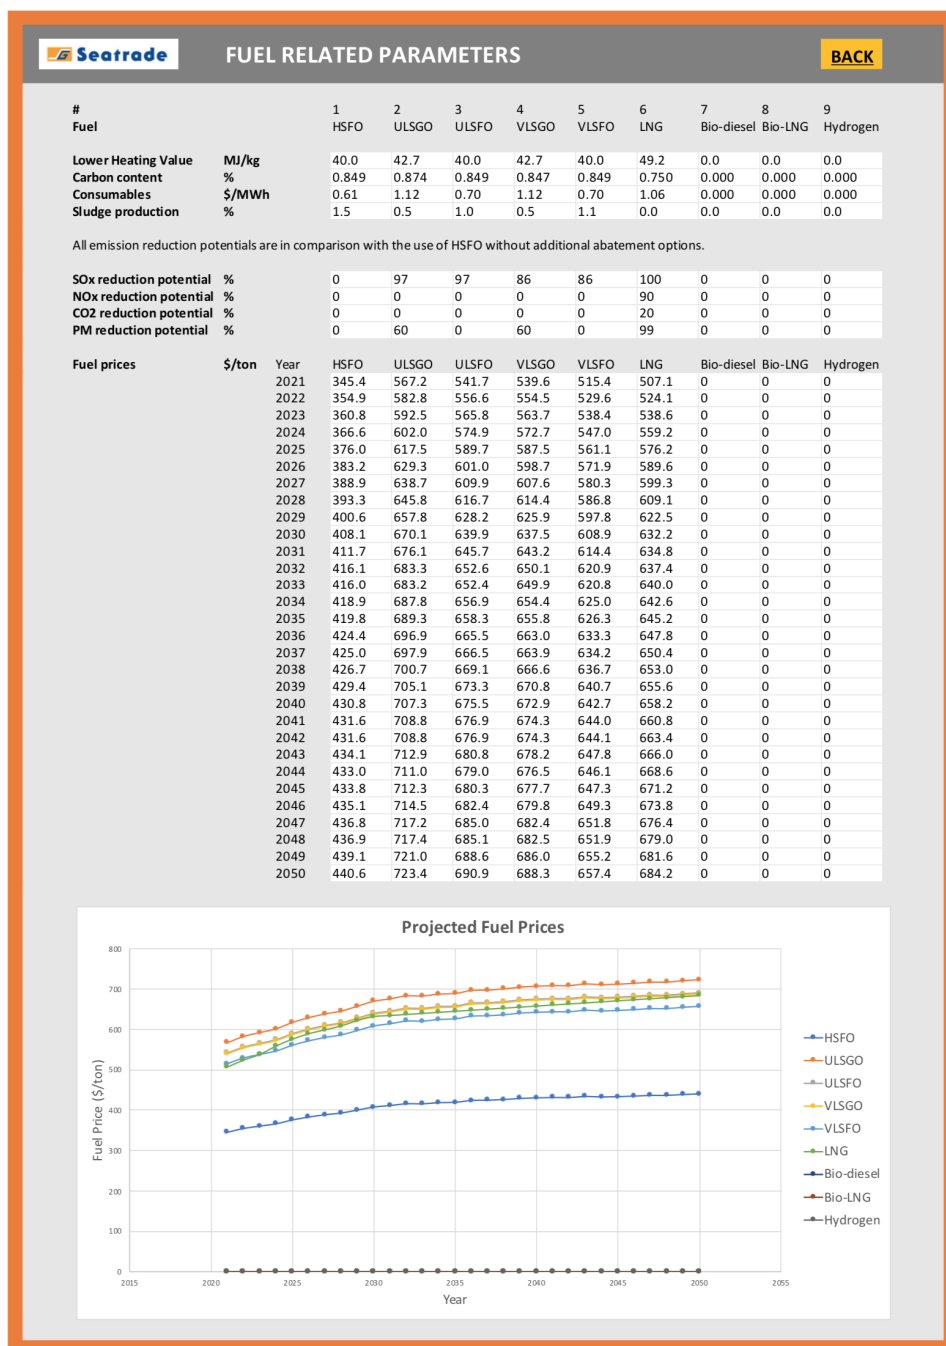 Seatrade FUEL RELATED PARAMETERS BACK
# 1 2 3 4 5 6 7 8 9
Fuel HSFO ULSGO ULSFO VLSGO VLSFO LNG Bio-diesel Bio-LNG Hydrogen
Lower Heating Value MJ/kg 40.0 42.7 40.0 42.7 40.0 49.2 0.0 0.0 0.0
Carbon content % 0.849 0.874 0.849 0.847 0.849 0.750 0.000 0.000 0.000
Consumables $/MWh 0.61 1.12 0.70 1.12 0.70 1.06 0.000 0.000 0.000
Sludge production % 1.5 0.5 1.0 0.5 1.1 0.0 0.0 0.0 0.0
All emission reduction potentials are in comparison with the use of HSFO without additional abatement options.
SOx reduction potential % 0 97 97 86 86 100 0 0 0
NOx reduction potential % 0 0 0 0 0 90 0 0 0
CO2 reduction potential % 0 0 0 0 0 20 0 0 0
PM reduction potential % 0 60 0 60 0 99 0 0 0
Fuel prices $/ton Year HSFO ULSGO ULSFO VLSGO VLSFO LNG Bio-diesel Bio-LNG Hydrogen
2021 345.4 567.2 541.7 539.6 515.4 507.1 0 0 0
2022 354.9 582.8 556.6 554.5 529.6 524.1 0 0 0
2023 360.8 592.5 565.8 563.7 538.4 538.6 0 0 0
2024 366.6 602.0 574.9 572.7 547.0 559.2 0 0 0
2025 376.0 617.5 589.7 587.5 561.1 576.2 0 0 0
2026 383.2 629.3 601.0 598.7 571.9 589.6 0 0 0
2027 388.9 638.7 609.9 607.6 580.3 599.3 0 0 0
2028 393.3 645.8 616.7 614.4 586.8 609.1 0 0 0
2029 400.6 657.8 628.2 625.9 597.8 622.5 0 0 0
2030 408.1 670.1 639.9 637.5 608.9 632.2 0 0 0
2031 411.7 676.1 645.7 643.2 614.4 634.8 0 0 0
2032 416.1 683.3 652.6 650.1 620.9 637.4 0 0 0
2033 416.0 683.2 652.4 649.9 620.8 640.0 0 0 0
2034 418.9 687.8 656.9 654.4 625.0 642.6 0 0 0
2035 419.8 689.3 658.3 655.8 626.3 645.2 0 0 0
2036 424.4 696.9 665.5 663.0 633.3 647.8 0 0 0
2037 425.0 697.9 666.5 663.9 634.2 650.4 0 0 0
2038 426.7 700.7 669.1 666.6 636.7 653.0 0 0 0
2039 429.4 705.1 673.3 670.8 640.7 655.6 0 0 0
2040 430.8 707.3 675.5 672.9 642.7 658.2 0 0 0
2041 431.6 708.8 676.9 674.3 644.0 660.8 0 0 0
2042 431.6 708.8 676.9 674.3 644.1 663.4 0 0 0
2043 434.1 712.9 680.8 678.2 647.8 666.0 0 0 0
2044 433.0 711.0 679.0 676.5 646.1 668.6 0 0 0
2045 433.8 712.3 680.3 677.7 647.3 671.2 0 0 0
2046 435.1 714.5 682.4 679.8 649.3 673.8 0 0 0
2047 436.8 717.2 685.0 682.4 651.8 676.4 0 0 0
2048 436.9 717.4 685.1 682.5 651.9 679.0 0 0 0
2049 439.1 721.0 688.6 686.0 655.2 681.6 0 0 0
2050 440.6 723.4 690.9 688.3 657.4 684.2 0 0 0
Projected Fuel Prices
Fuel Price ($/ton)
800
700
600
500
400
300
200
100
0
2015 2020 2025 2030 2035 2040 2045 2050 2055
Year
HSFO
ULSGO
ULSFO
VLSGO
VLSFO
LNG
Bio-diesel
Bio-LNG
Hydrogen